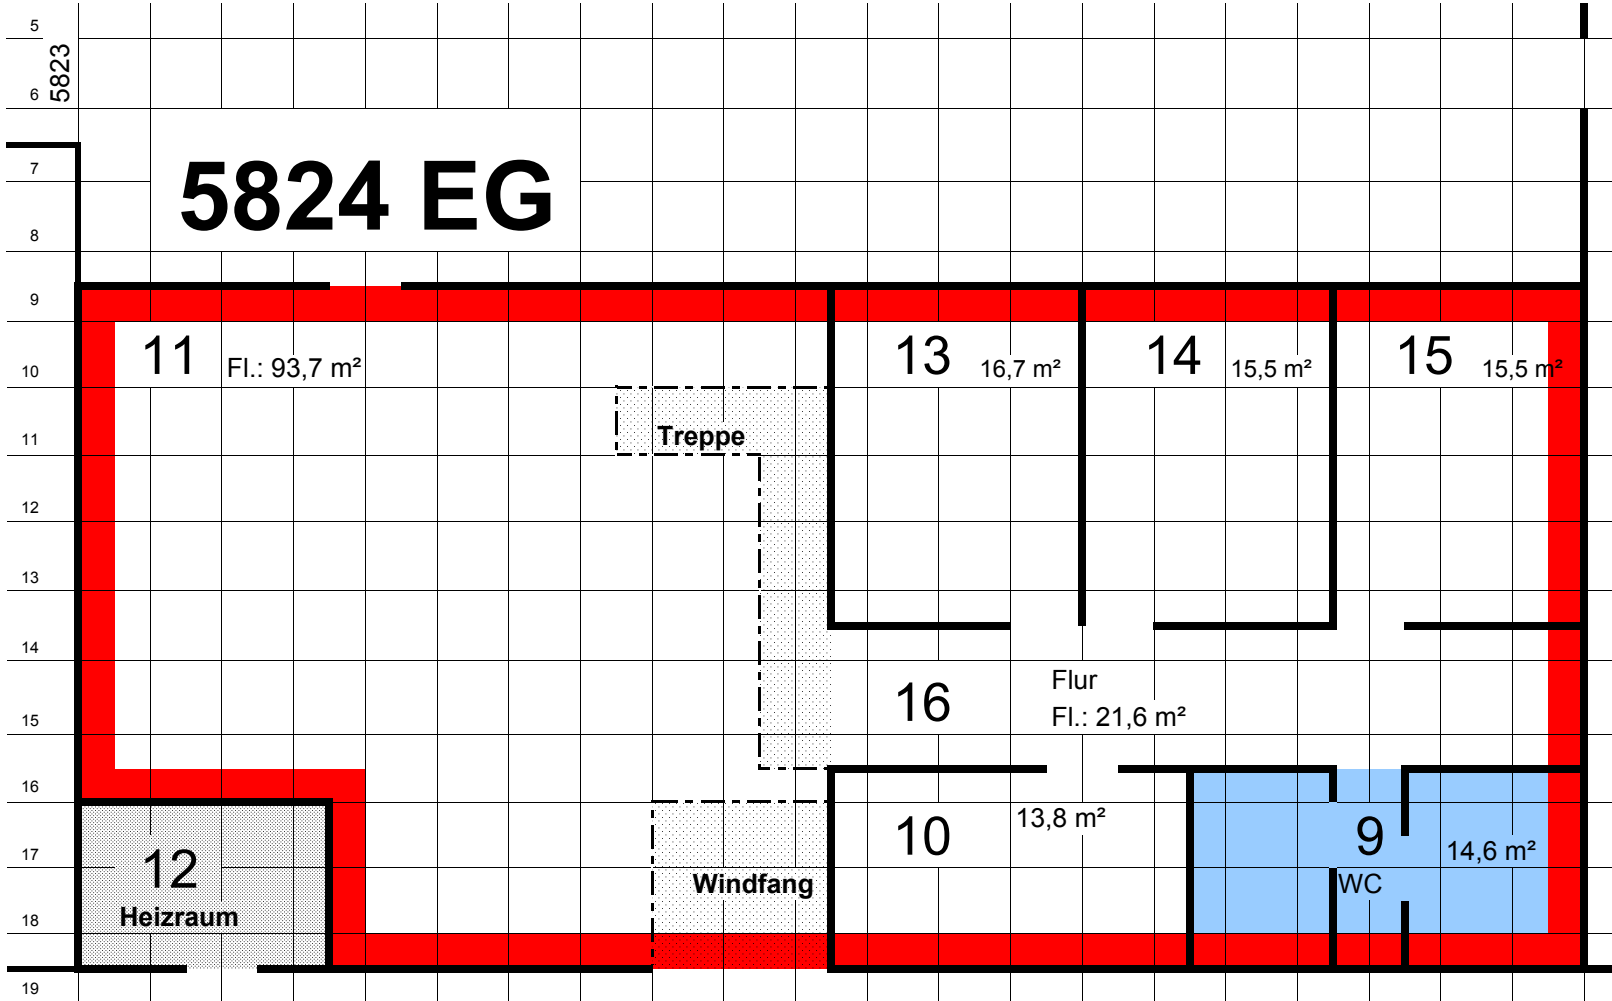 5
5823
6
7
5824 EG
8
9
11 Fl.: 93,7 m²
13 16,7 m²
14 15,5 m²
15 15,5 m²
10
11
Treppe
12
13
14
Flur
16
Fl.: 21,6 m²
15
16
13,8 m²
10
9
14,6 m²
17
12
WC
Windfang
Heizraum
18
19